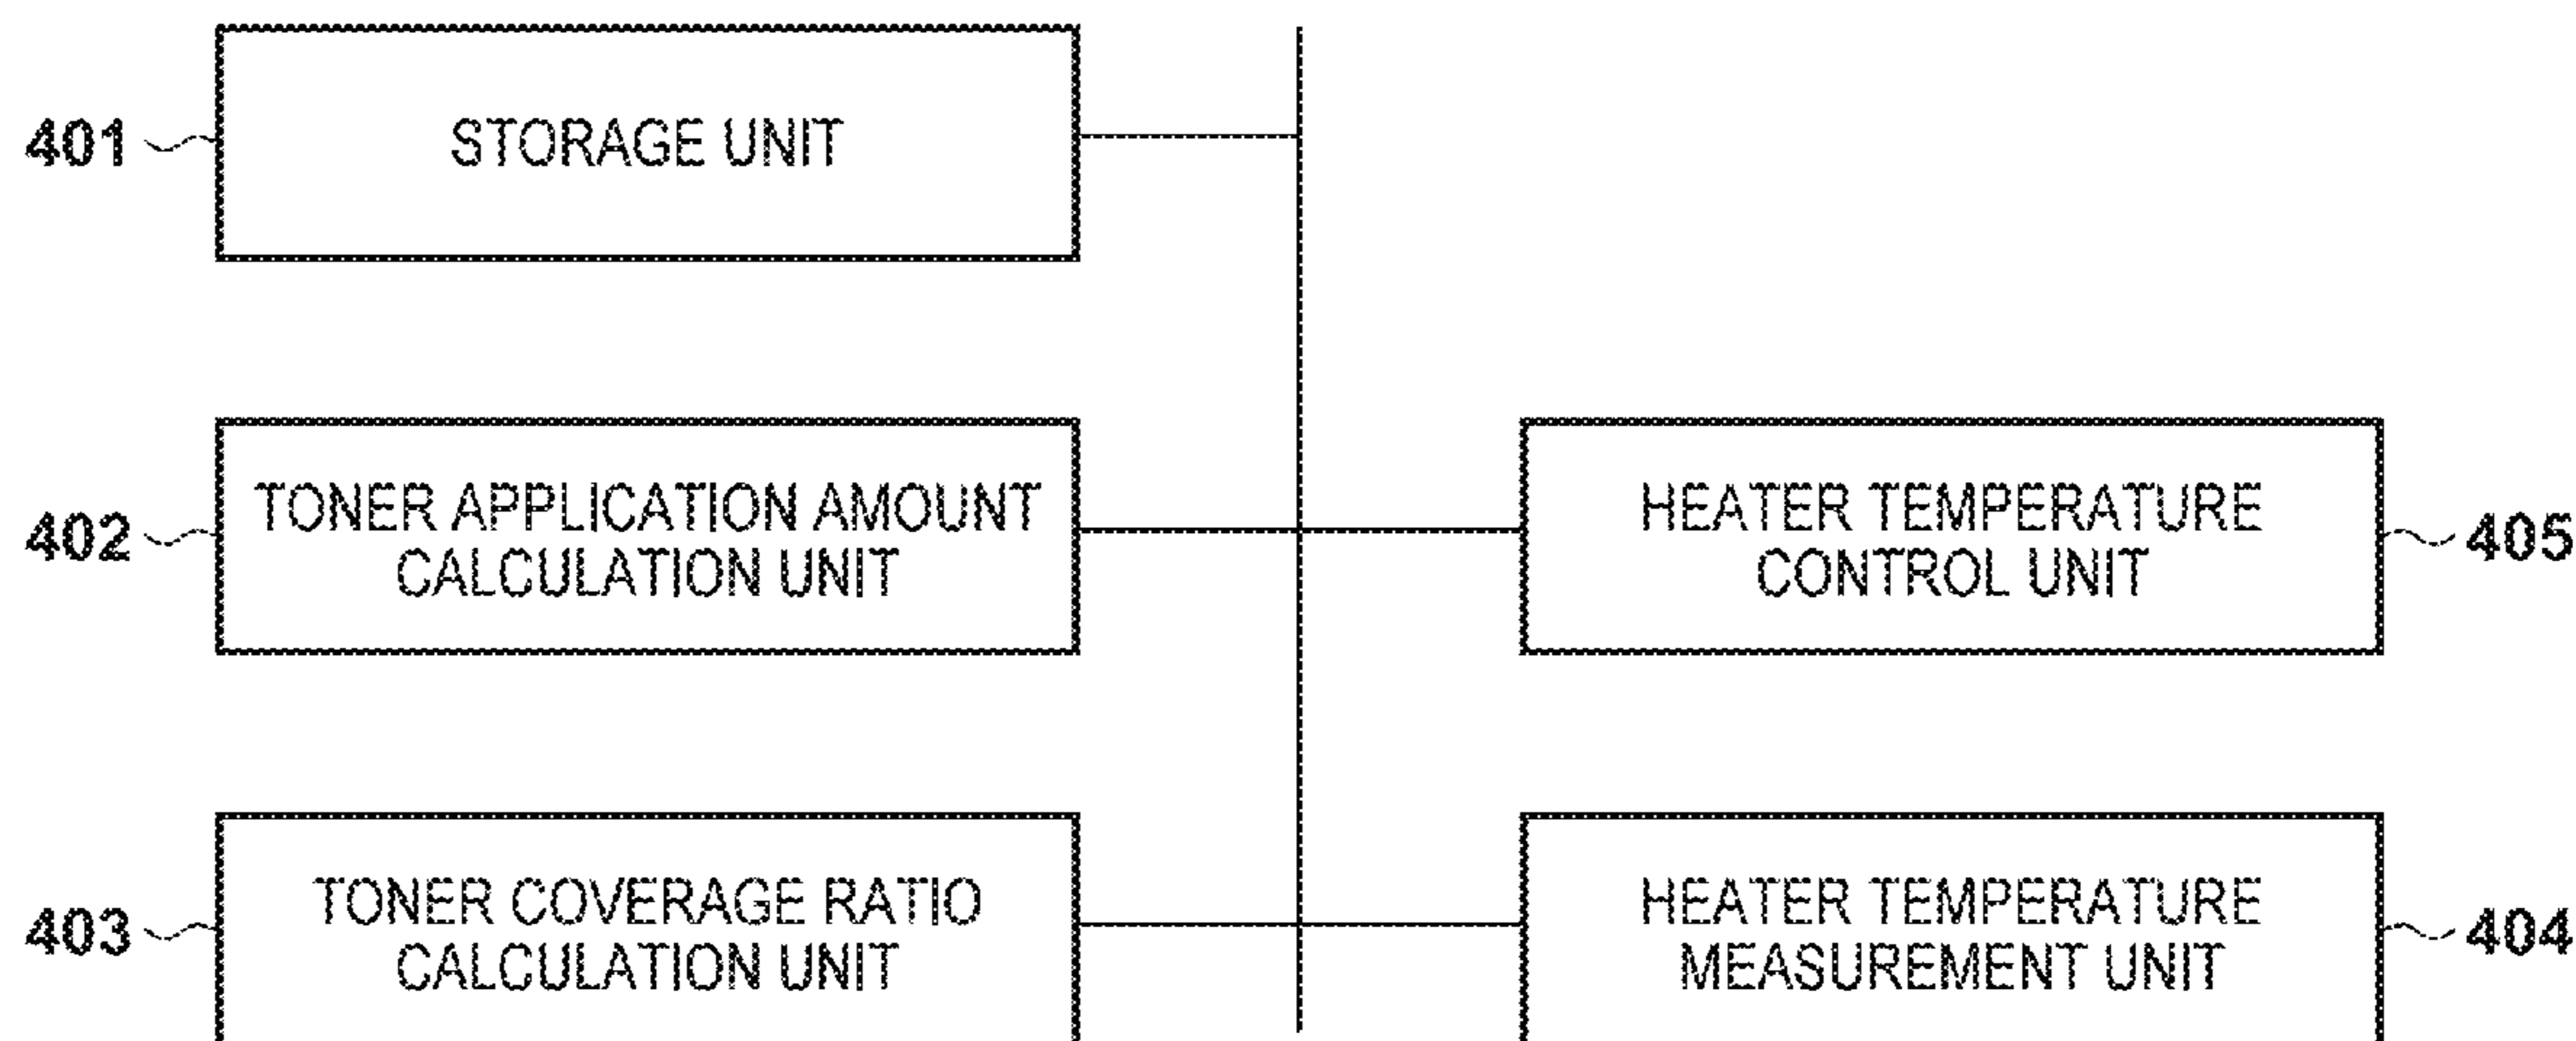 401
STORAGE UNIT
402
TONER APPLICATION AMOUNT
CALCULATION UNIT
HEATER TEMPERATURE
CONTROL UNIT
405
403
TONER COVERAGE RATIO
CALCULATION UNIT
HEATER TEMPERATURE
MEASUREMENT UNIT
404